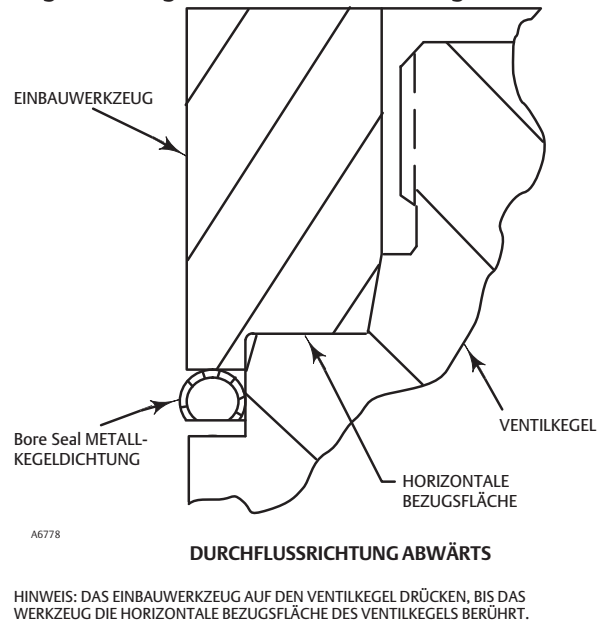 EINBAUWERKZEUG
VENTILKEGEL
Bore Seal METALL-
KEGELDICHTUNG
HORIZONTALE
BEZUGSFLÄCHE
A6778
DURCHFLUSSRICHTUNG ABWÄRTS
HINWEIS: DAS EINBAUWERKZEUG AUF DEN VENTILKEGEL DRÜCKEN, BIS DAS
WERKZEUG DIE HORIZONTALE BEZUGSFLÄCHE DES VENTILKEGELS BERÜHRT.